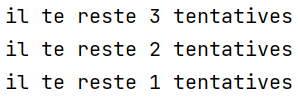 il te reste 3 tentatives
il te reste 2 tentatives
il te reste 1 tentatives